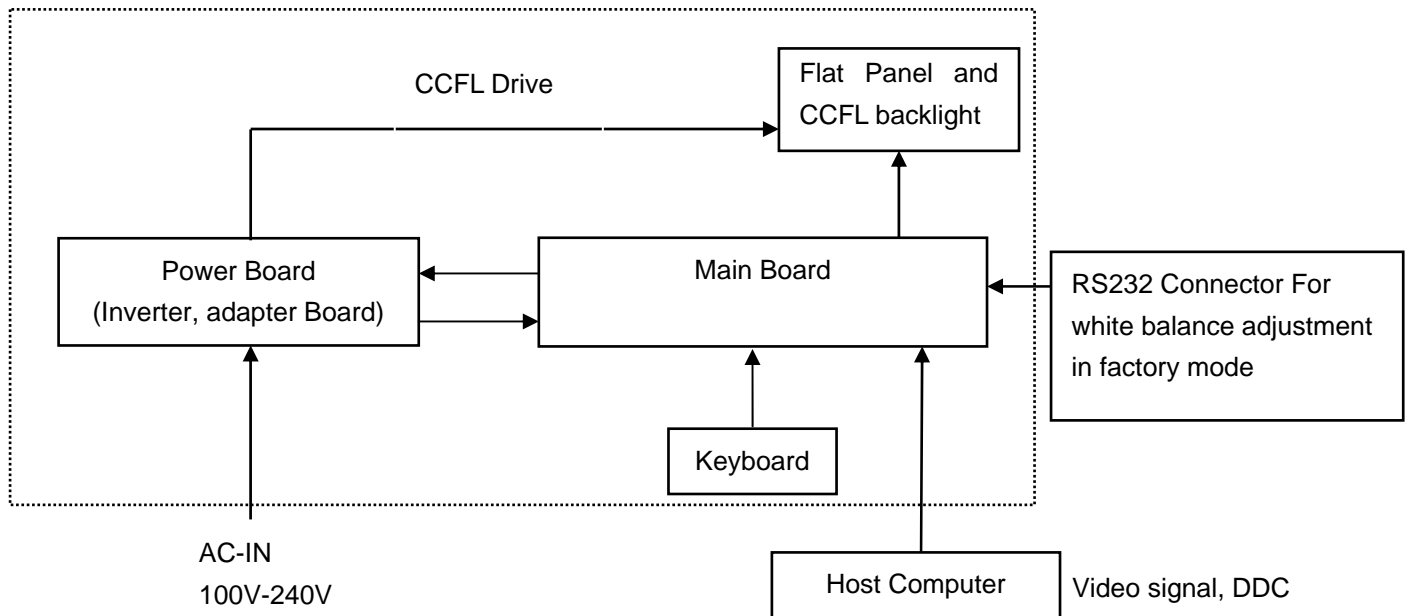 CCFL Drive
Flat Panel and
CCFL backlight
Power Board
(Inverter, adapter Board)
Main Board
RS232 Connector For
white balance adjustment
in factory mode
Keyboard
AC-IN
100V-240V
Host Computer
Video signal, DDC